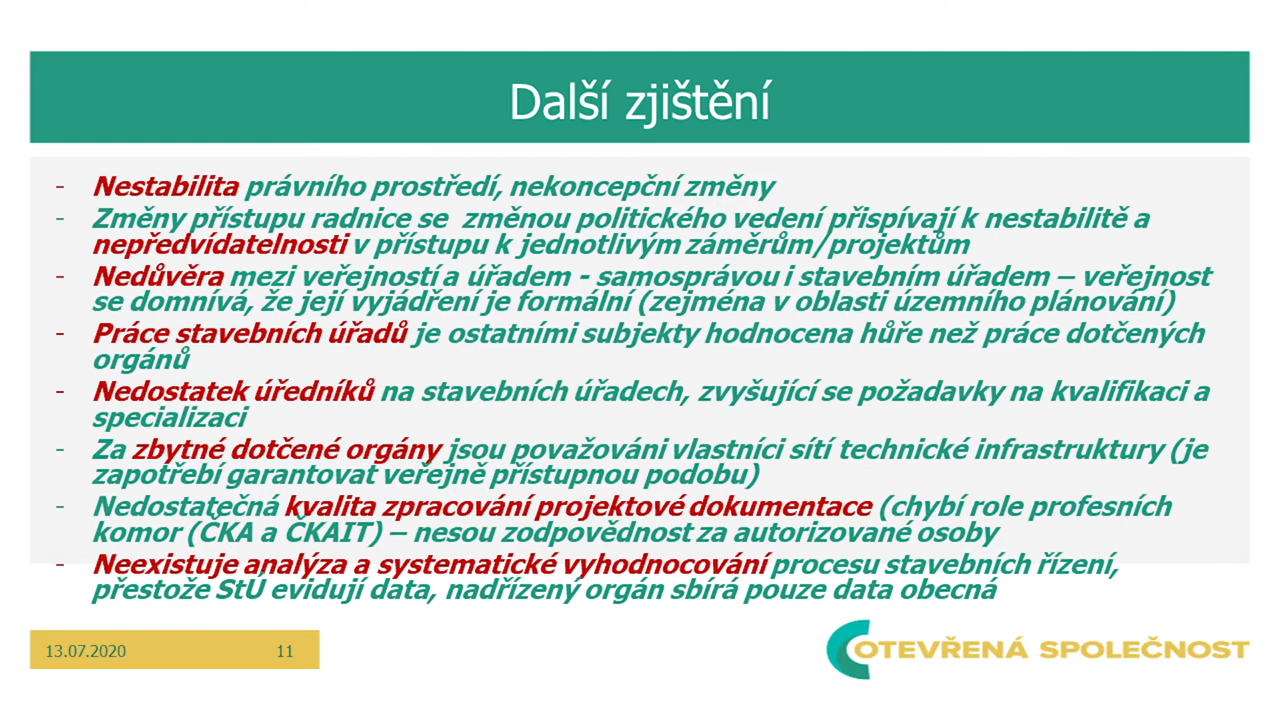 Další zjištění
- Nestabilita právního prostředí, nekoncepční změny
- Změny přístupu radnice se změnou politického vedení přispívají k nestabilitě a
nepředvídatelnosti v přístupu k jednotlivým záměrům/projektům
- Nedůvěra mezi veřejností a úřadem - samosprávou i stavebním úřadem – veřejnost
se domnívá, že její vyjádření je formální (zejména v oblasti územního plánování)
- Práce stavebních úřadů je ostatními subjekty hodnocena hůře než práce dotčených
orgánů
- Nedostatek úředníků na stavebních úřadech, zvyšující se požadavky na kvalifikaci a
specializaci
- Za zbytné dotčené orgány jsou považováni vlastníci sítí technické infrastruktury (je
zapotřebí garantovat veřejně přístupnou podobu)
- Nedostatečná kvalita zpracování projektové dokumentace (chybí role profesních
komor (ČKA a ČKAIT) – nesou zodpovědnost za autorizované osoby
- Neexistuje analýza a systematické vyhodnocování procesu stavebních řízení,
přestože StÚ evidují data, nadřízený orgán sbírá pouze data obecná
13.07.2020 11
OTEVŘENÁ SPOLEČNOST